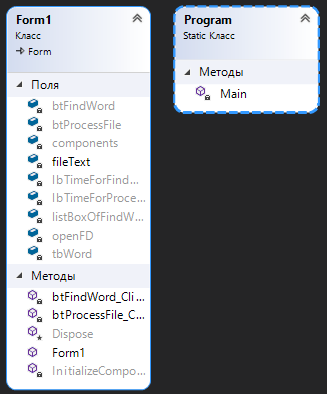 Form1
Класс
Form
Поля
btFindWord
btProcessFile
components
fileText
lbTimeForFind...
lbTimeForProce...
listBoxOfFindW...
openFD
tbWord
Методы
btFindWord_Cli...
btProcessFile_C...
Dispose
Form1
InitializeCompo...
Program
Static Класс
Методы
Main